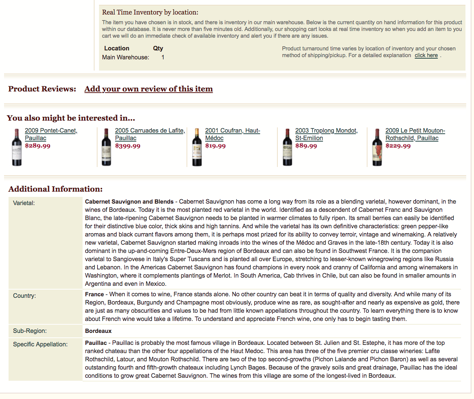 Real Time Inventory by location:
The item you have chosen is in stock, and there is inventory in our main warehouse. Below is the current quantity on hand information for this product
within our database. It is never more than five minutes old. Additionally, our shopping cart looks at real time inventory so when you add an item to you
cart we will do an immediate check of available inventory and alert you if there are any issues.
Location Qty
Main Warehouse: 1
Product turnaround time varies by location of inventory and your chosen
method of shipping/pickup. For a detailed explanation click here .
Product Reviews: Add your own review of this item
You also might be interested in...
2009 Pontet-Canet,
Pauillac
$289.99
2005 Carruades de Lafite,
Pauillac
$399.99
2001 Coufran, Haut-
Médoc
$19.99
2003 Troplong Mondot,
St-Emilion
$89.99
2009 Le Petit Mouton-
Rothschild, Pauillac
$229.99
Additional Information:
Varietal:
Cabernet Sauvignon and Blends - Cabernet Sauvignon has come a long way from its role as a blending varietal, however dominant, in the
wines of Bordeaux. Today it is the most planted red varietal in the world. Identified as a descendent of Cabernet Franc and Sauvignon
Blanc, the late-ripening Cabernet Sauvignon needs to be planted in warmer climates to fully ripen. Its small berries can easily be identified
for their distinctive blue color, thick skins and high tannins. And while the varietal has its own definitive characteristics: green pepper-like
aromas and black currant flavors among them, it is perhaps most prized for its ability to convey terroir, vintage and winemaking. A relatively
new varietal, Cabernet Sauvignon started making inroads into the wines of the Médoc and Graves in the late-18th century. Today it is also
dominant in the up-and-coming Entre-Deux-Mers region of Bordeaux and can also be found in Southwest France. It is the companion
varietal to Sangiovese in Italy's Super Tuscans and is planted all over Europe, stretching to lesser-known winegrowing regions like Russia
and Lebanon. In the Americas Cabernet Sauvignon has found champions in every nook and cranny of California and among winemakers in
Washington, where it complements plantings of Merlot. In South America, Cab thrives in Chile, but can also be found in smaller amounts in
Argentina and even in Mexico.
Country:
France - When it comes to wine, France stands alone. No other country can beat it in terms of quality and diversity. And while many of its
Region, Bordeaux, Burgundy and Champagne most obviously, produce wine as rare, as sought-after and nearly as expensive as gold, there
are just as many obscurities and values to be had from little known appellations throughout the country. To learn everything there is to know
about French wine would take a lifetime. To understand and appreciate French wine, one only has to begin tasting them.
Sub-Region:
Bordeaux
Specific Appellation:
Pauillac - Pauillac is probably the most famous village in Bordeaux. Located between St. Julien and St. Estephe, it has more of the top
ranked chateau than the other four appellations of the Haut Medoc. This area has three of the five premier cru classe wineries: Lafite
Rothschild, Latour, and Mouton Rothschild. There are two of the top second-growths (Pichon Lalande and Pichon Baron) as well as several
outstanding fourth and fifth-growth chateaux including Lynch Bages. Because of the gravely soils and great drainage, Pauillac has the ideal
conditions to grow great Cabernet Sauvignon. The wines from this village are some of the longest-lived in Bordeaux.